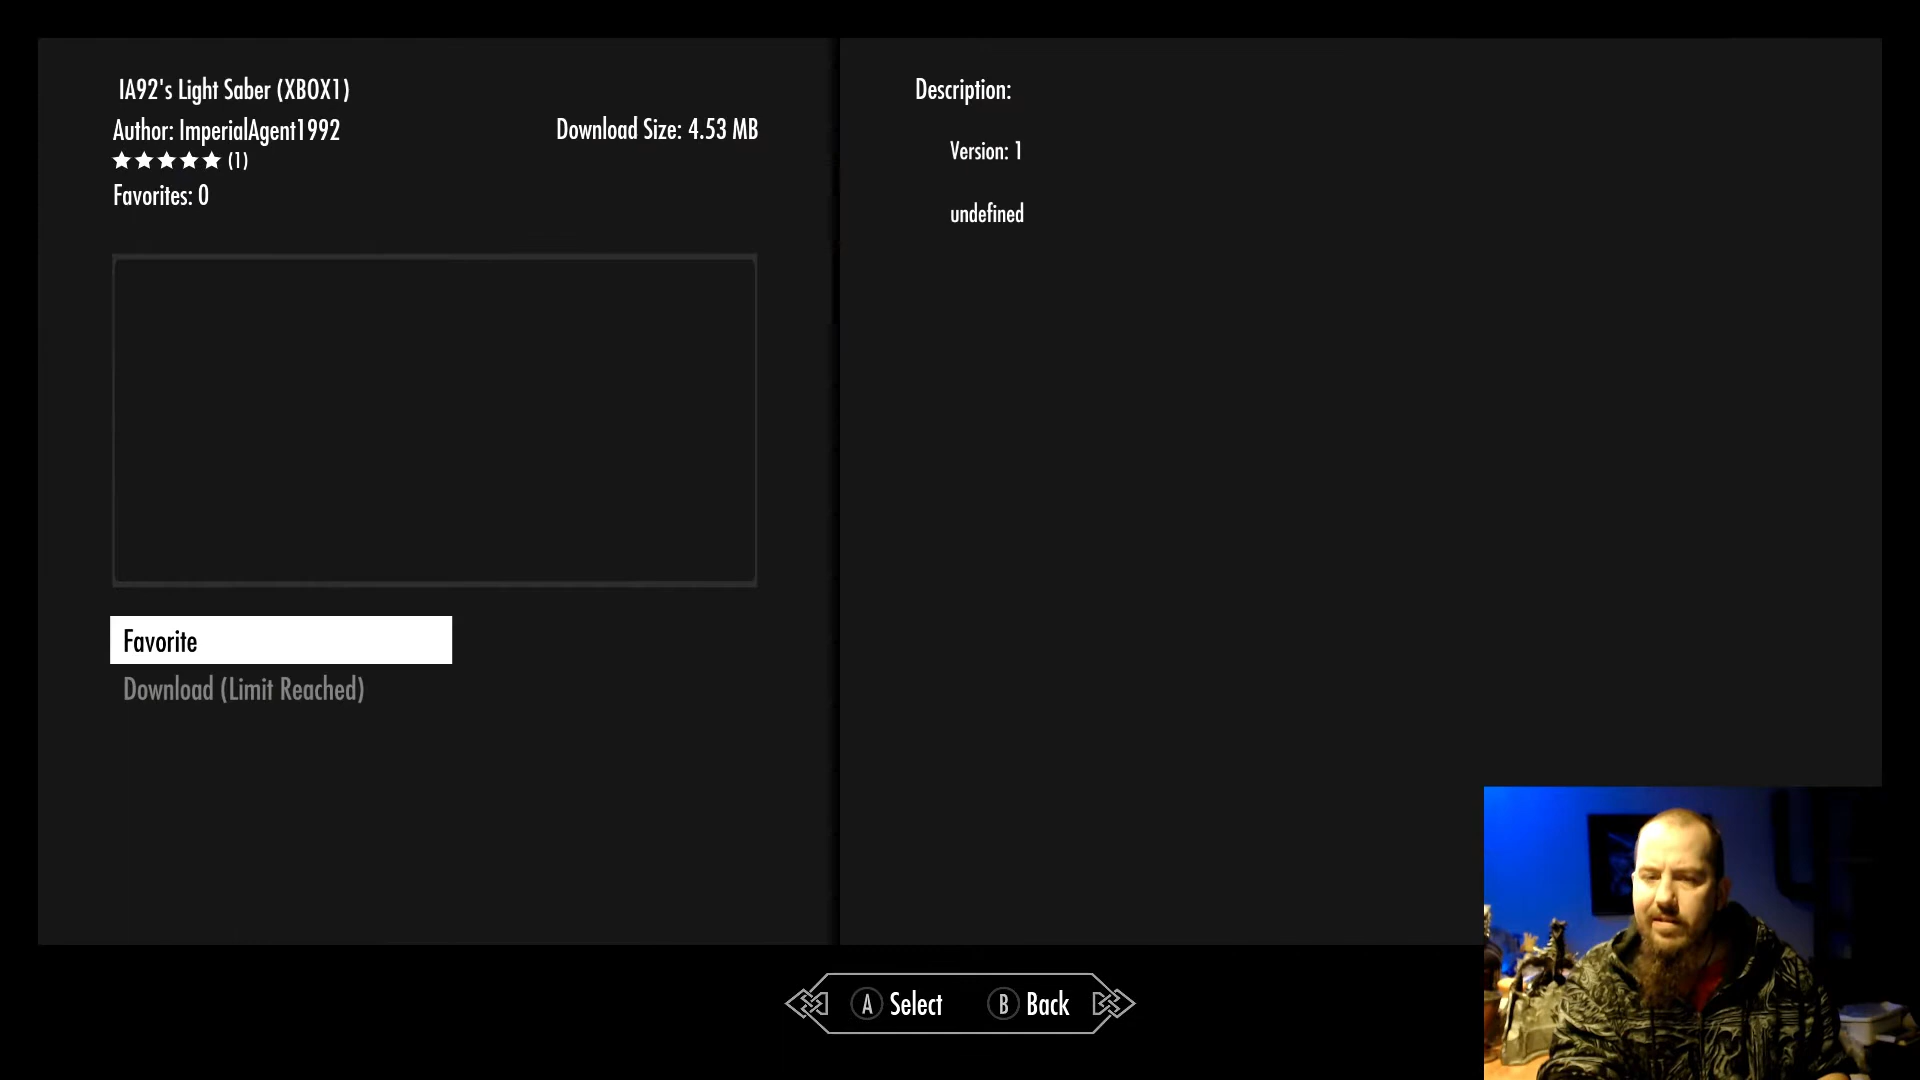 IA92's Light Saber (XBOX1)
Author: ImperialAgent1992
Download Size: 4.53 MB
★★★★★ (1)
Favorites: 0
Favorite
Download (Limit Reached)
Description:
Version: 1
undefined
A Select B Back